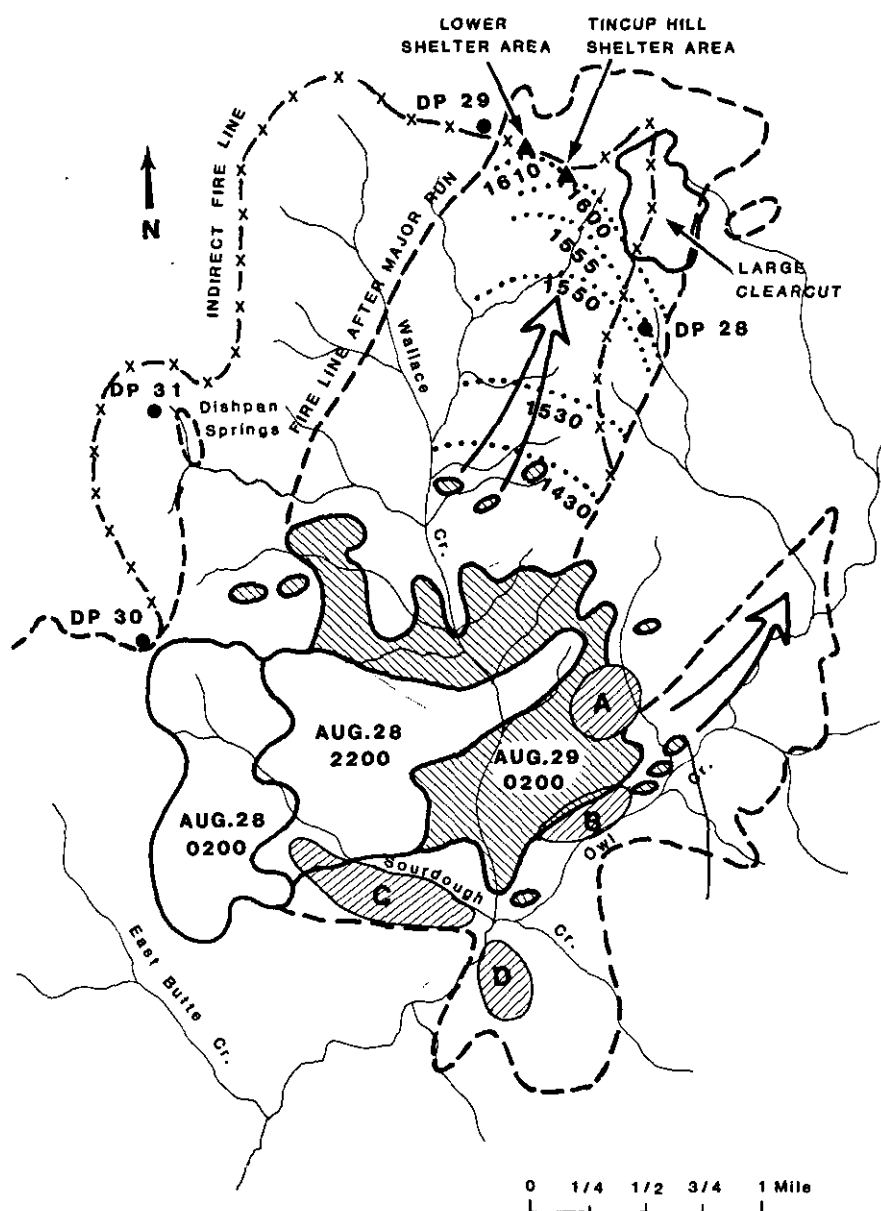 LOWER
SHELTER AREA
TINCUP HILL
SHELTER AREA
DP 29
1610
1600
1555
1550
N
INDIRECT FIRE LINE
FIRE LINE AFTER MAJOR RUN
LARGE
CLEARCUT
DP 28
Wallace
Cr.
DP 31
Dishpan
Springs
1530
1430
DP 30
A
AUG.28
2200
AUG.29
0200
AUG.28
0200
B
Owl
Cr.
Sourdough
Cr.
C
D
East Butte Cr.
0 1/4 1/2 3/4 1 Mile
X X X X X X X X X X X X X X X X X X X X X X X X X X X X X X X X X